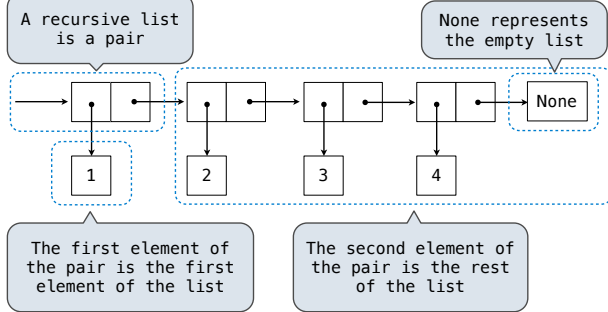 A recursive list
is a pair
None represents
the empty list
None
1
2
3
4
The first element of
the pair is the first
element of the list
The second element of
the pair is the rest
of the list